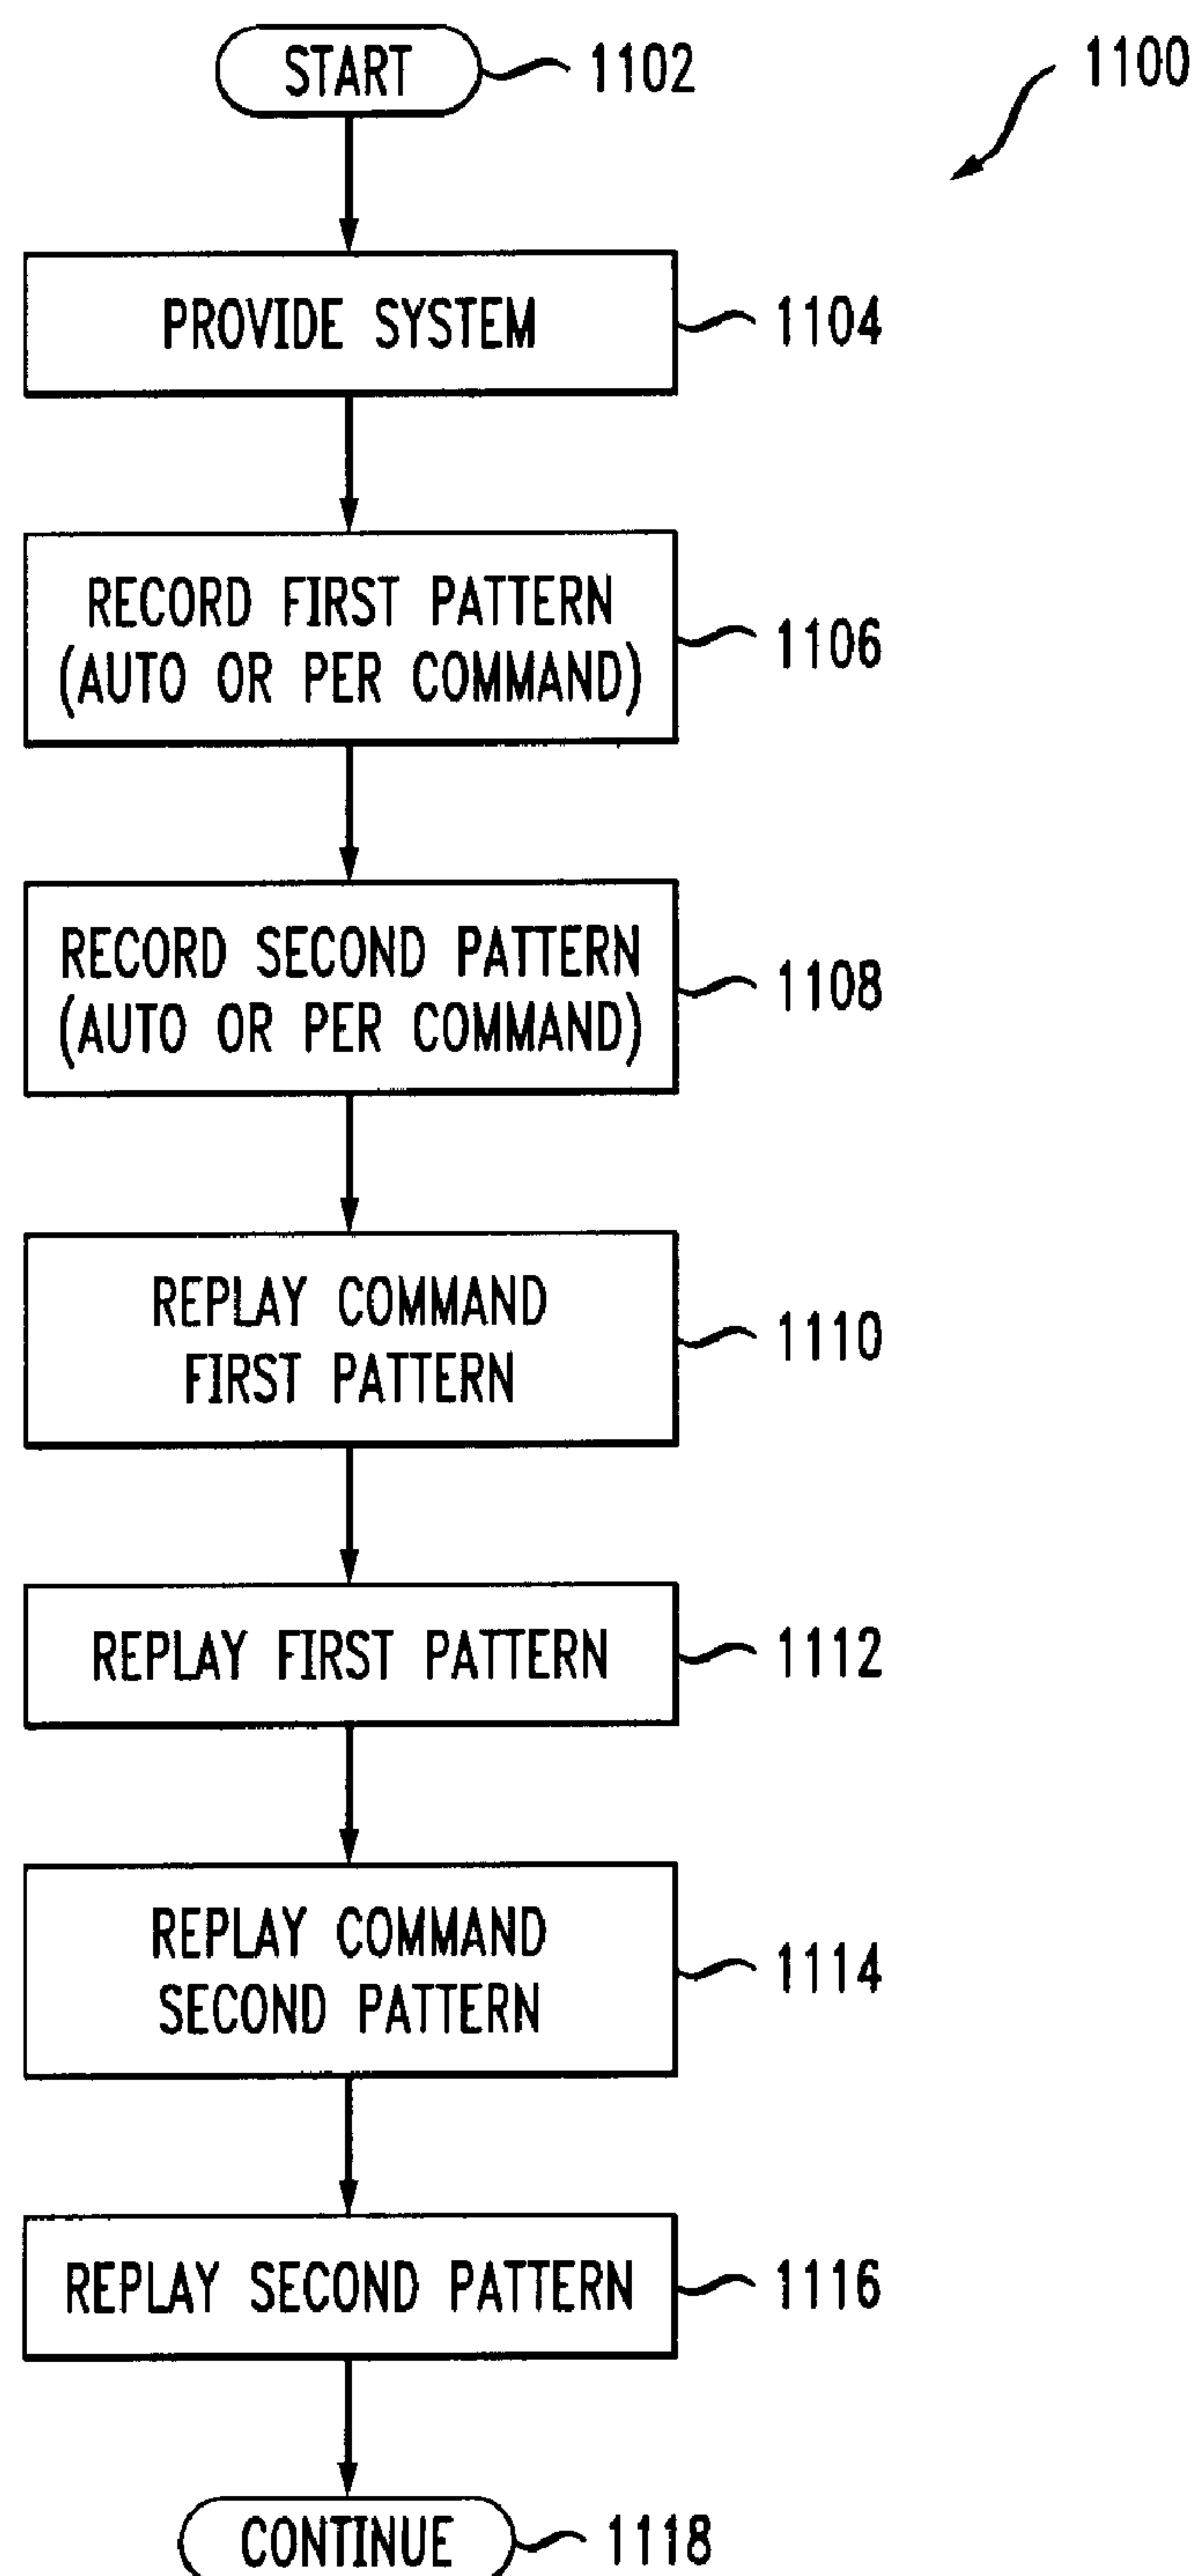 START 1102
1100
PROVIDE SYSTEM 1104
RECORD FIRST PATTERN
(AUTO OR PER COMMAND) 1106
RECORD SECOND PATTERN
(AUTO OR PER COMMAND) 1108
REPLAY COMMAND
FIRST PATTERN 1110
REPLAY FIRST PATTERN 1112
REPLAY COMMAND
SECOND PATTERN 1114
REPLAY SECOND PATTERN 1116
CONTINUE 1118